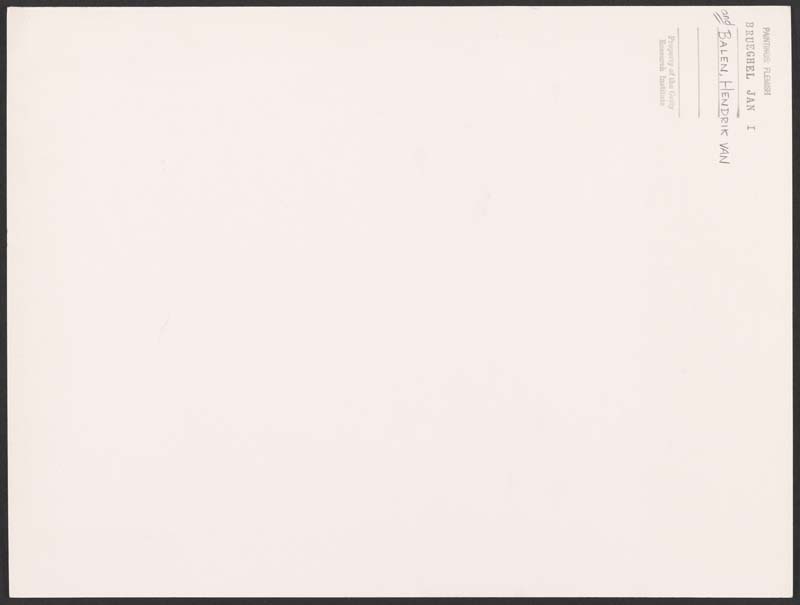 PAINTINGS: FLEMISH
BRUEGHEL JAN I
and BALEN, HENDRIK VAN
Property of the Getty
Research Institute